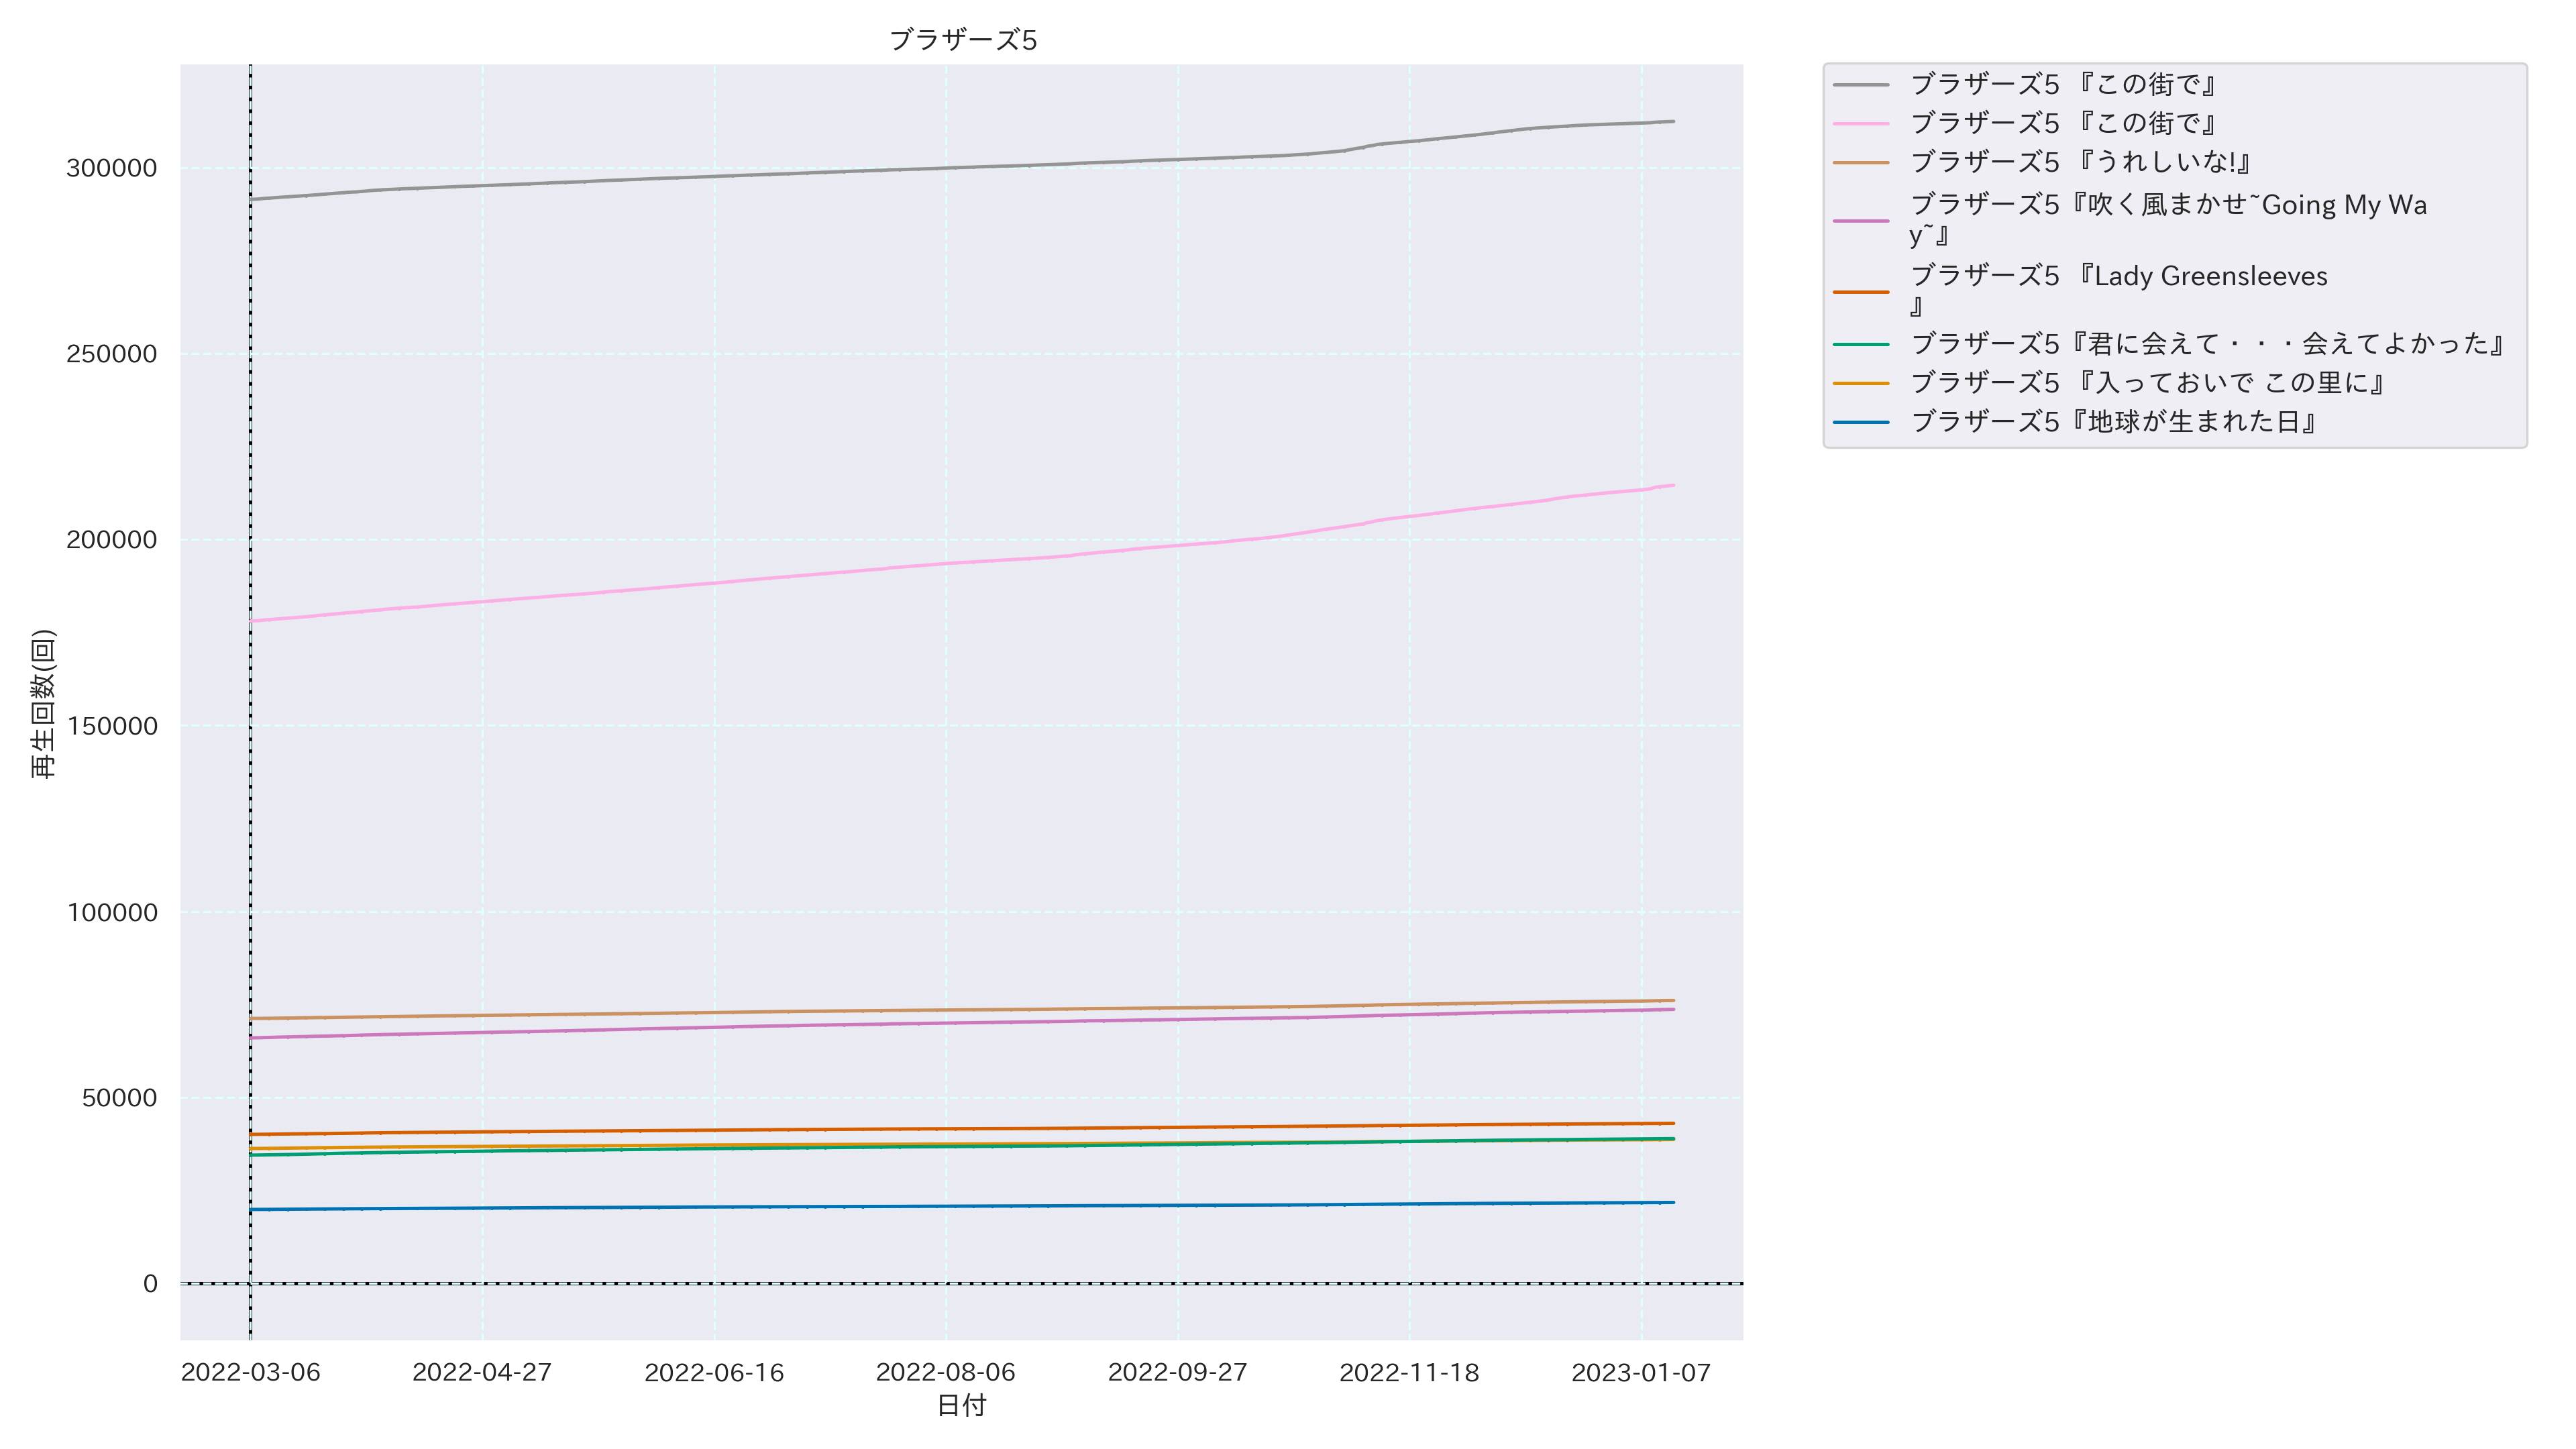 ブラザーズ5
再生回数(回)
300000
250000
200000
150000
100000
50000
0
2022-03-06 2022-04-27 2022-06-16 2022-08-06 2022-09-27 2022-11-18 2023-01-07
日付
ブラザーズ5 『この街で』
ブラザーズ5 『この街で』
ブラザーズ5 『うれしいな!』
ブラザーズ5『吹く風まかせ~Going My Wa
y~』
ブラザーズ5 『Lady Greensleeves
』
ブラザーズ5『君に会えて・・・会えてよかった』
ブラザーズ5 『入っておいで この里に』
ブラザーズ5『地球が生まれた日』